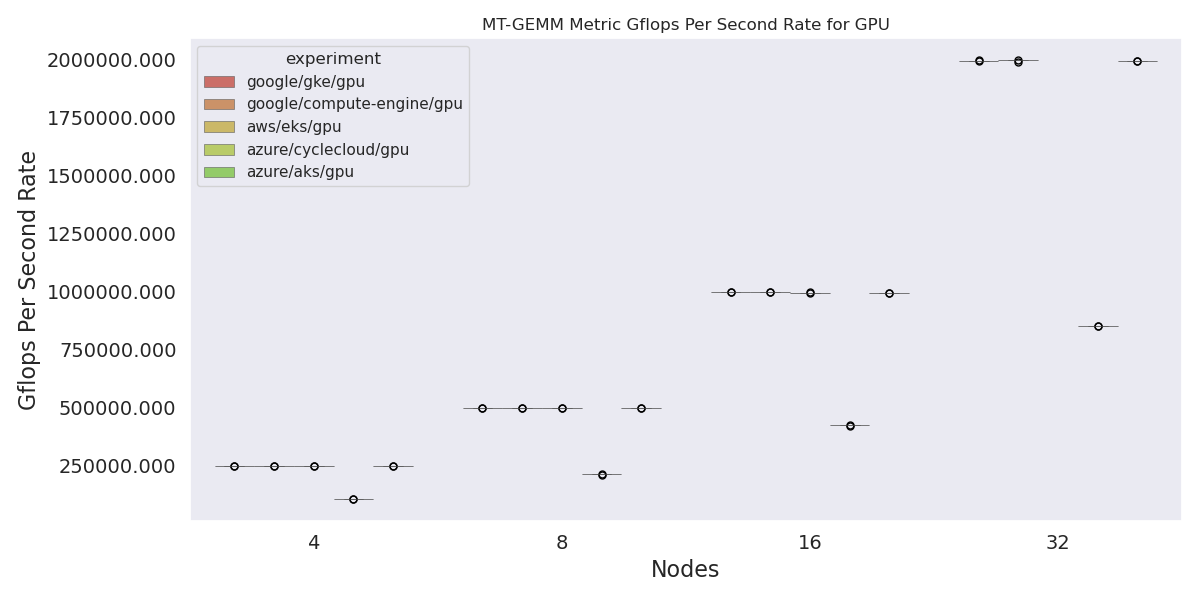 MT-GEMM Metric Gflops Per Second Rate for GPU
experiment
google/gke/gpu
google/compute-engine/gpu
aws/eks/gpu
azure/cyclecloud/gpu
azure/aks/gpu
Gflops Per Second Rate
2000000.000
1750000.000
1500000.000
1250000.000
1000000.000
750000.000
500000.000
250000.000
4 8 16 32
Nodes